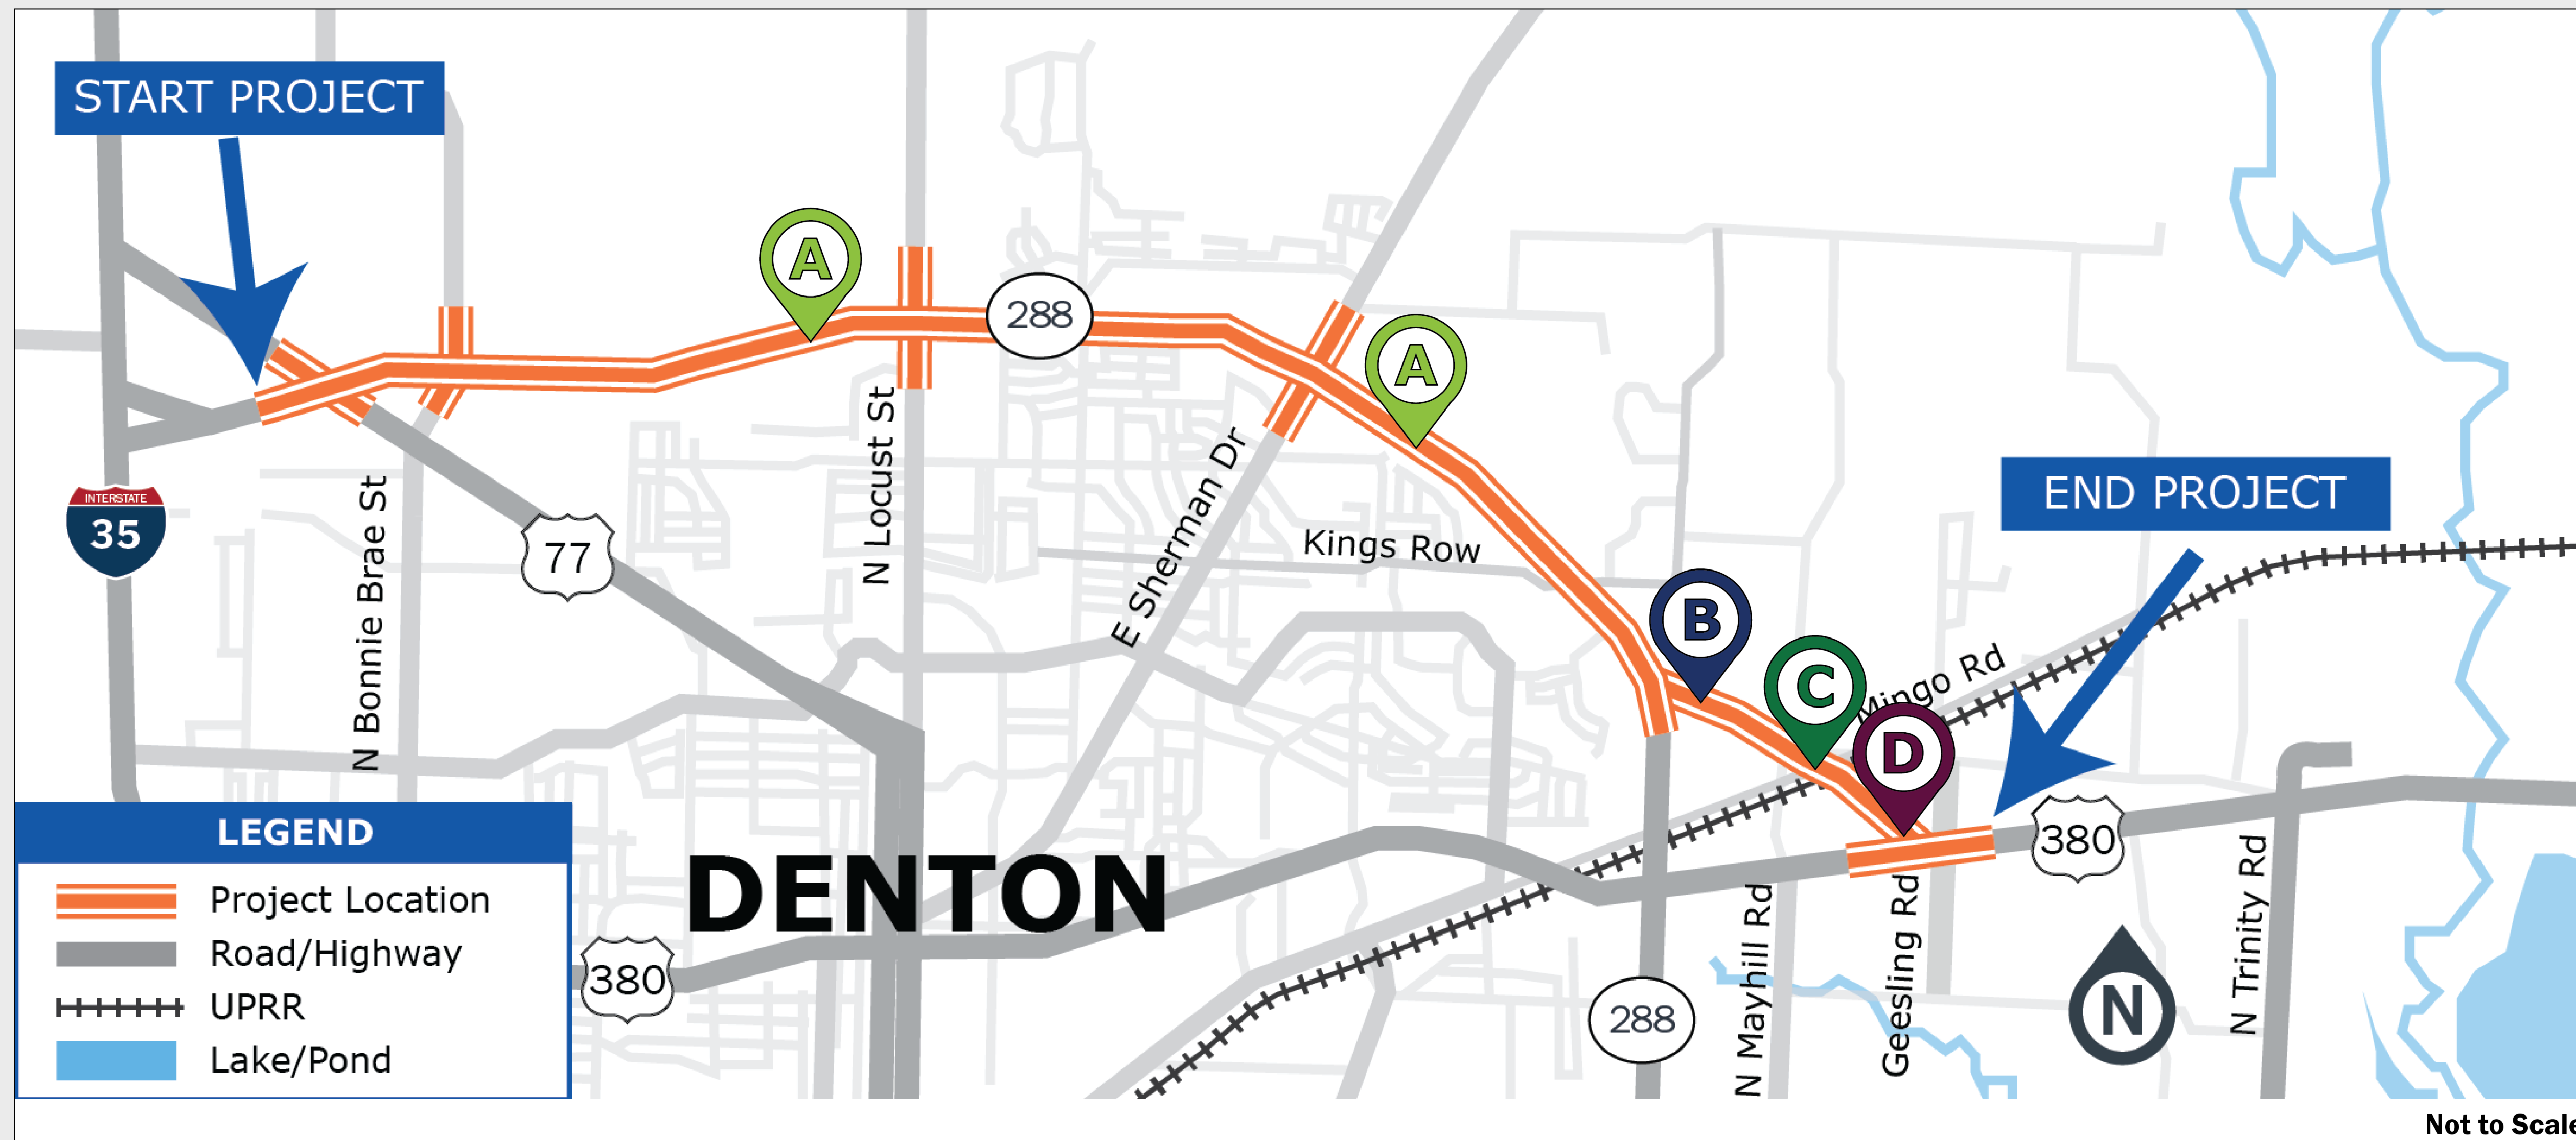 START PROJECT
A
288
A
N Locust St
INTERSTATE
35
N Bonnie Brae St
77
E Sherman Dr
Kings Row
END PROJECT
B
C
Mingo Rd
D
380
LEGEND
Project Location
Road/Highway
UPRR
Lake/Pond
DENTON
380
288
N Mayhill Rd
Geesling Rd
N
N Trinity Rd
Not to Scale